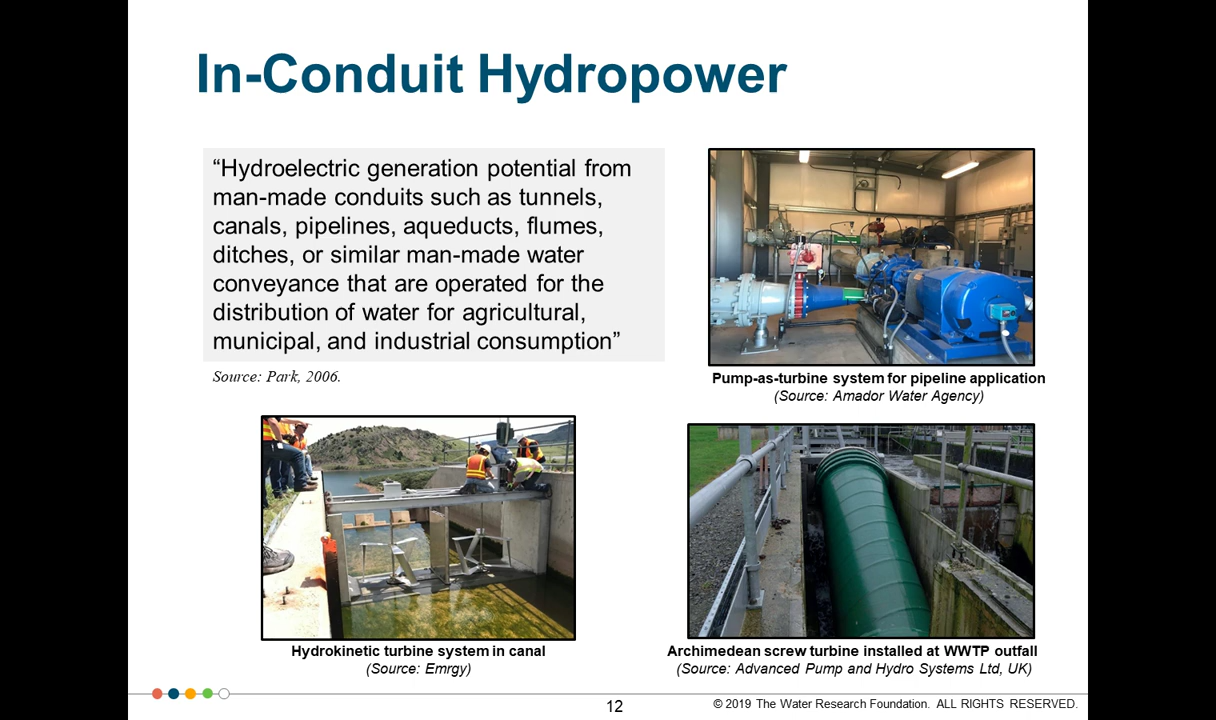 In-Conduit Hydropower
“Hydroelectric generation potential from
man-made conduits such as tunnels,
canals, pipelines, aqueducts, flumes,
ditches, or similar man-made water
conveyance that are operated for the
distribution of water for agricultural,
municipal, and industrial consumption”
Source: Park, 2006.
Pump-as-turbine system for pipeline application
(Source: Amador Water Agency)
Hydrokinetic turbine system in canal
(Source: Emrgy)
Archimedean screw turbine installed at WWTP outfall
(Source: Advanced Pump and Hydro Systems Ltd, UK)
12
© 2019 The Water Research Foundation. ALL RIGHTS RESERVED.